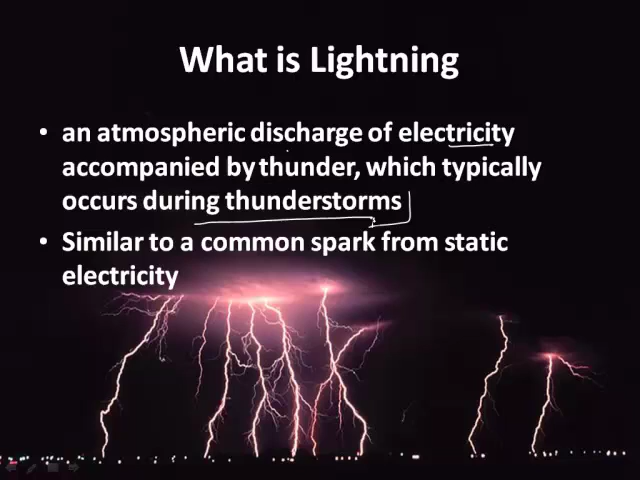 What is Lightning
• an atmospheric discharge of electricity
accompanied by thunder, which typically
occurs during thunderstorms
• Similar to a common spark from static
electricity